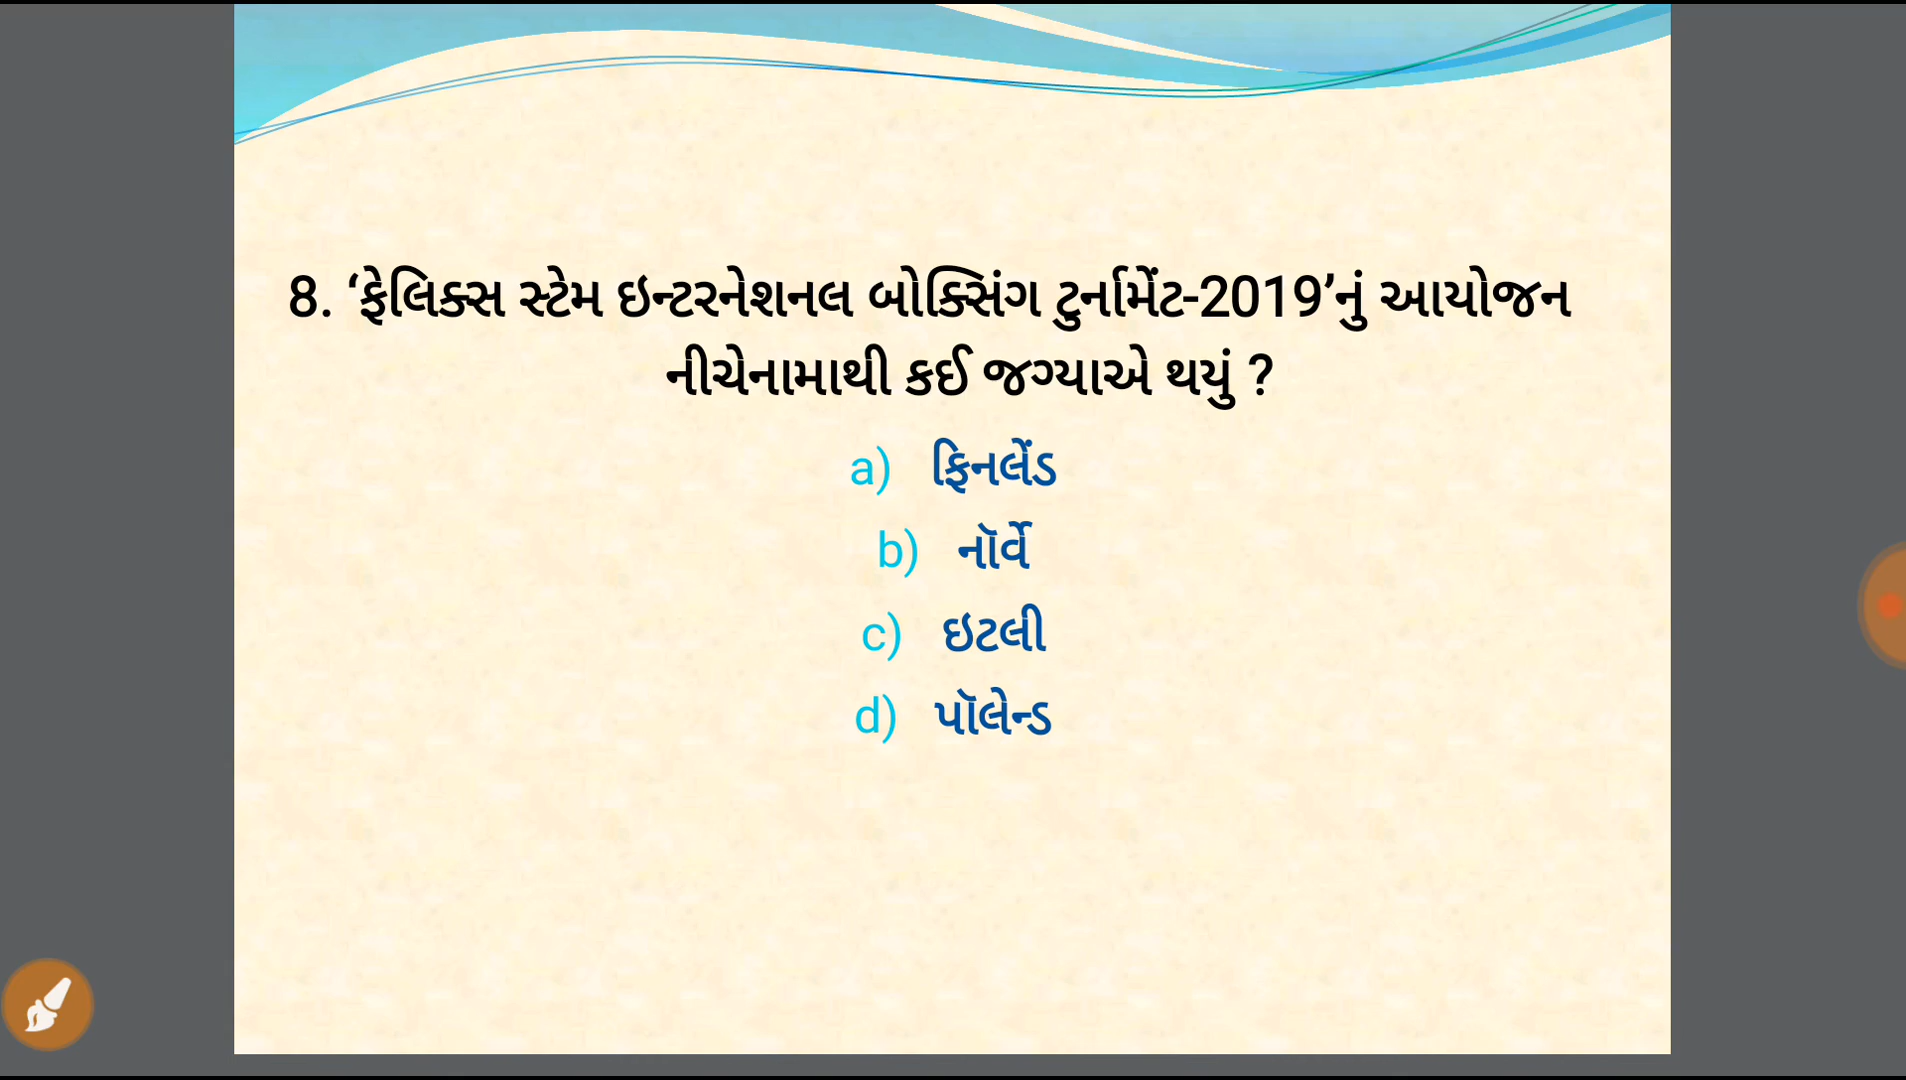 8. ‘ફેલિક્સ સ્ટેમ ઇન્ટરનેશનલ બોક્સિંગ ટુર્નામેંટ-2019’નું આયોજન
નીચેનામાથી કઈ જગ્યાએ થયું ?
a) ફિનલેંડ
b) નૉર્વે
c) ઇટલી
d) પૉલેન્ડ